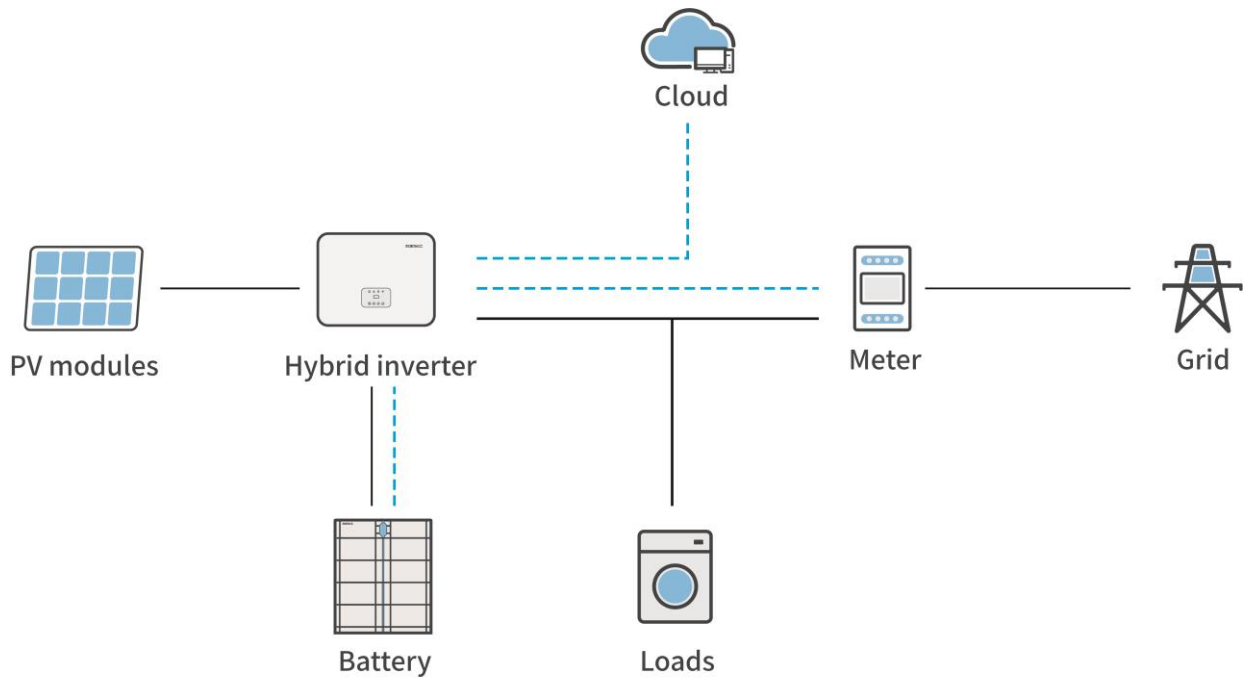 Cloud
PV modules
Hybrid inverter
Meter
Grid
Battery
Loads